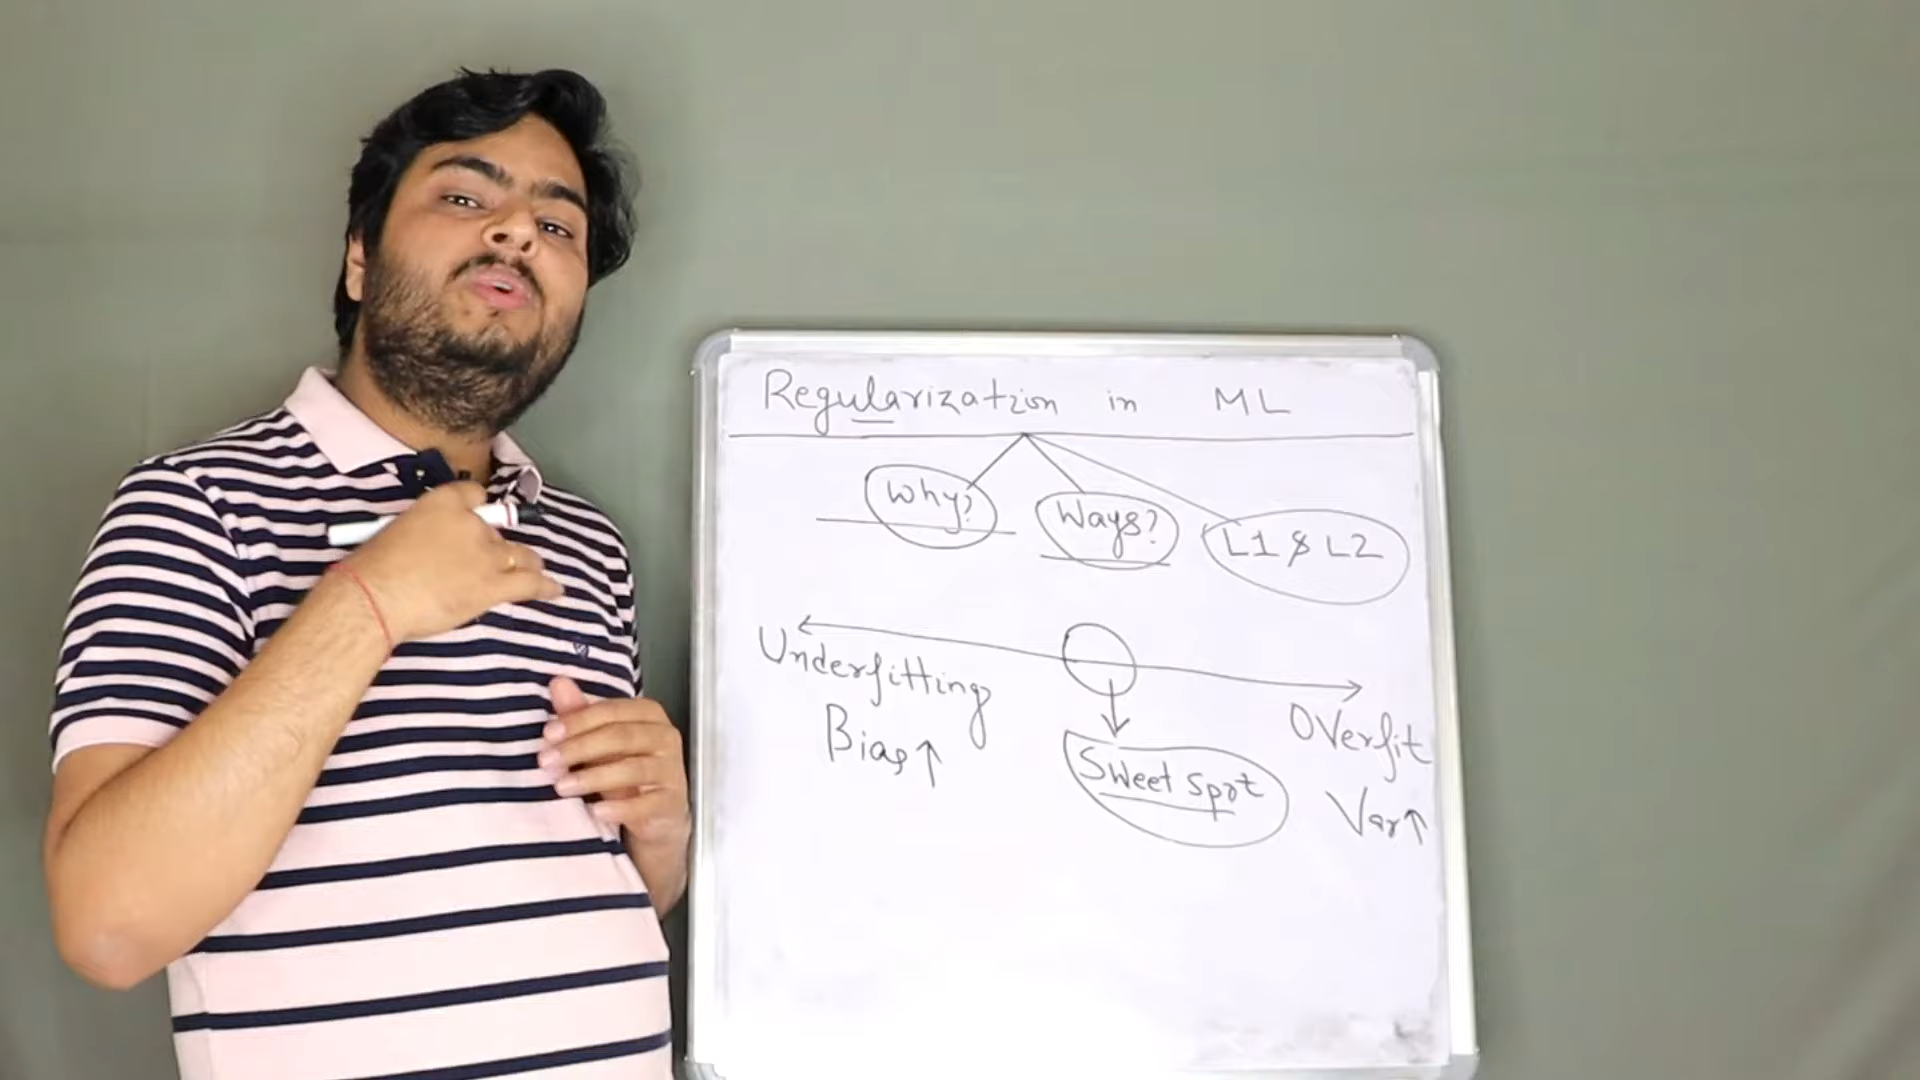 Regularization in ML
Why?
Ways?
L1 & L2
Underfitting
Bias↑
Overfit
Var↑
Sweet spot